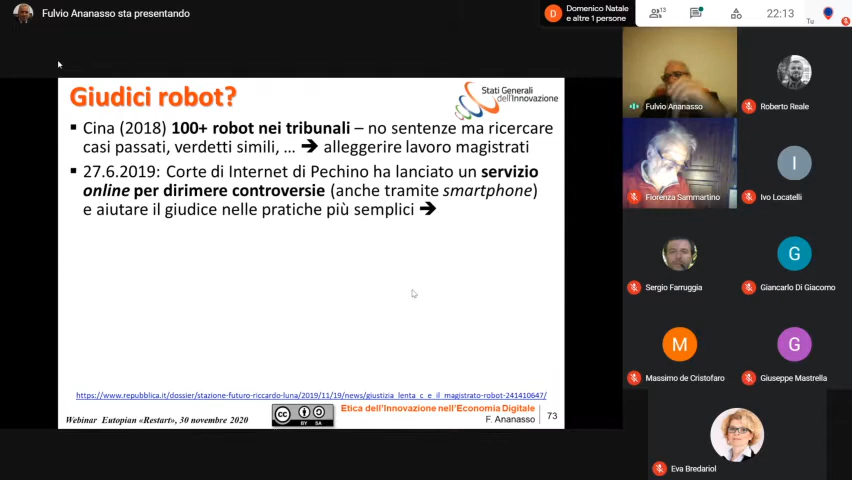 Fulvio Ananasso sta presentando
Domenico Natale
e altre 1 persone
D
13
22:13
Tu
Giudici robot?
Stati Generali
dell'Innovazione
▪ Cina (2018) 100+ robot nei tribunali – no sentenze ma ricercare
casi passati, verdetti simili, … ➔ alleggerire lavoro magistrati
▪ 27.6.2019: Corte di Internet di Pechino ha lanciato un servizio
online per dirimere controversie (anche tramite smartphone)
e aiutare il giudice nelle pratiche più semplici ➔
https://www.repubblica.it/dossier/stazione-futuro-riccardo-luna/2019/11/19/news/giustizia_lenta_c_e_il_magistrato-robot-241410647/
Webinar Eutopian «Restart», 30 novembre 2020
cc
BY SA
Etica dell'Innovazione nell'Economia Digitale
F. Ananasso
73
Fulvio Ananasso
Roberto Reale
Fiorenza Sammartino
I
Ivo Locatelli
Sergio Farruggia
G
Giancarlo Di Giacomo
M
Massimo de Cristofaro
G
Giuseppe Mastrella
Eva Bredariol